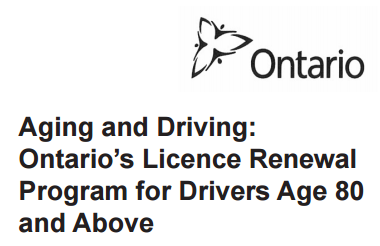 Ontario
Aging and Driving:
Ontario's Licence Renewal
Program for Drivers Age 80
and Above